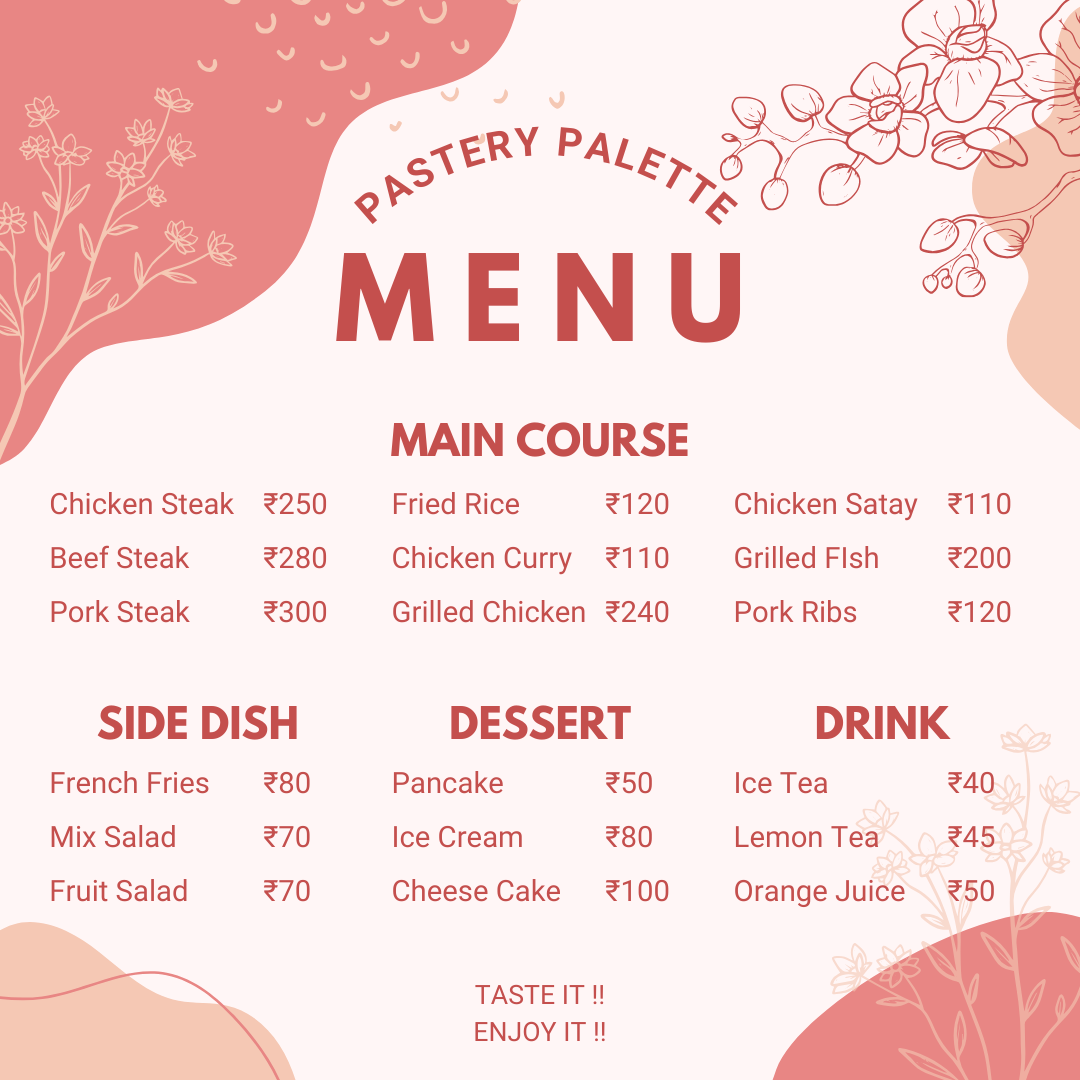 PASTERY PALETTE
MENU
MAIN COURSE
Chicken Steak ₹250 Fried Rice ₹120 Chicken Satay ₹110
Beef Steak ₹280 Chicken Curry ₹110 Grilled FIsh ₹200
Pork Steak ₹300 Grilled Chicken ₹240 Pork Ribs ₹120
SIDE DISH DESSERT DRINK
French Fries ₹80 Pancake ₹50 Ice Tea ₹40
Mix Salad ₹70 Ice Cream ₹80 Lemon Tea ₹45
Fruit Salad ₹70 Cheese Cake ₹100 Orange Juice ₹50
TASTE IT !!
ENJOY IT !!